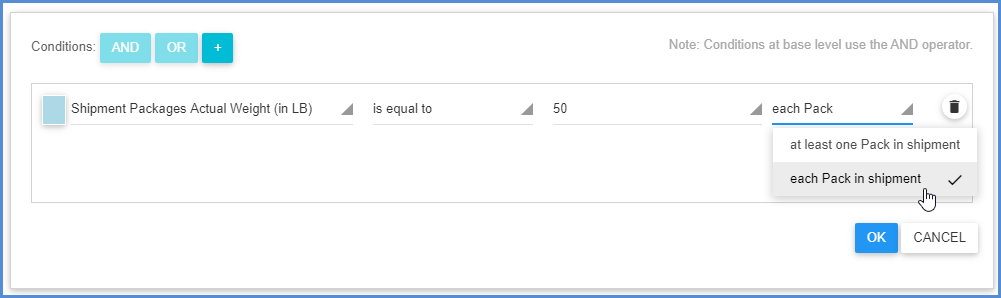 Conditions: AND OR + Note: Conditions at base level use the AND operator.
Shipment Packages Actual Weight (in LB) is equal to 50 each Pack
at least one Pack in shipment
each Pack in shipment
OK CANCEL